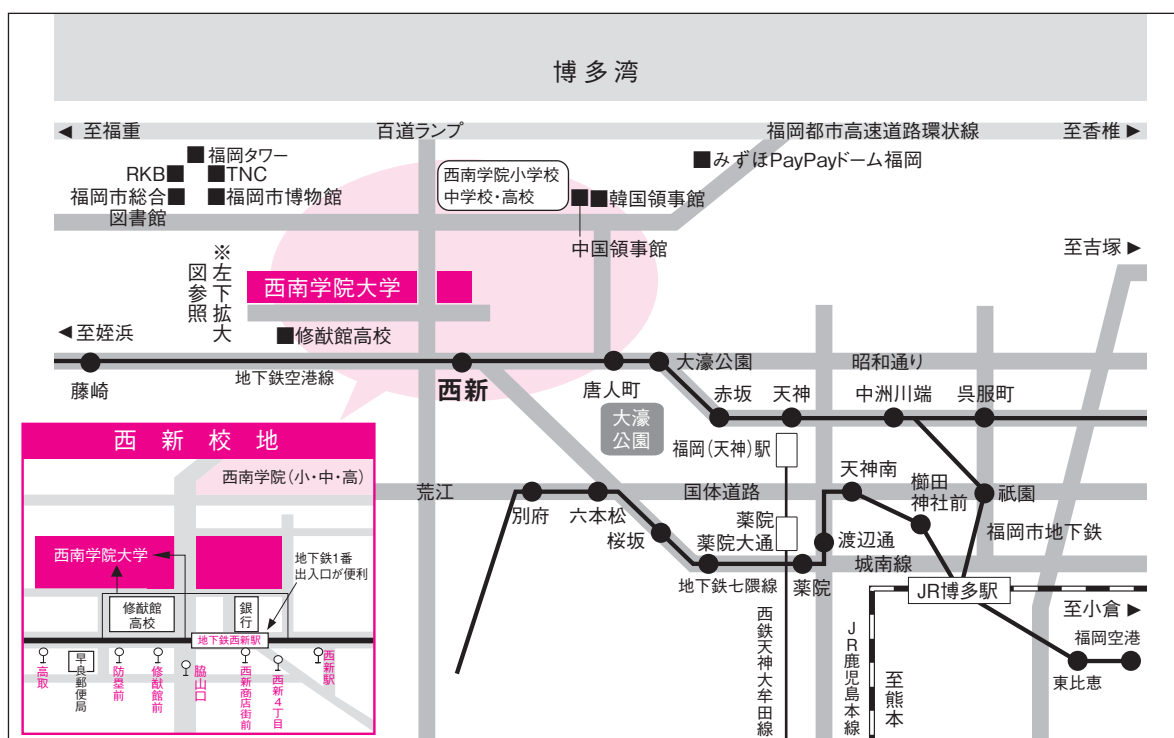 博多湾
◀ 至福重
百道ランプ
福岡都市高速道路環状線
至香椎 ▶
■福岡タワー
RKB■
■TNC
福岡市総合■
図書館
■福岡市博物館
西南学院小学校
中学校・高校
■みずほPayPayドーム福岡
■■韓国領事館
中国領事館
至吉塚 ▶
※左下拡大
図参照
西南学院大学
◀至姪浜
■修猷館高校
大濠公園
昭和通り
藤崎
地下鉄空港線
西新
唐人町
赤坂
天神
中洲川端
呉服町
大濠
公園
福岡(天神)駅
天神南
櫛田
神社前
荒江
国体道路
祇園
別府
六本松
桜坂
薬院
薬院大通
渡辺通
福岡市地下鉄
城南線
地下鉄七隈線
薬院
JR博多駅
西鉄天神大牟田線
JR鹿児島本線
至熊本
至小倉 ▶
福岡空港
東比恵
西新校地
西南学院(小・中・高)
西南学院大学
地下鉄1番
出入口が便利
修猷館
高校
銀行
地下鉄西新駅
高取
早良郵便局
防塁前
修猷館前
脇山口
西新商店街前
西新4丁目
西新駅